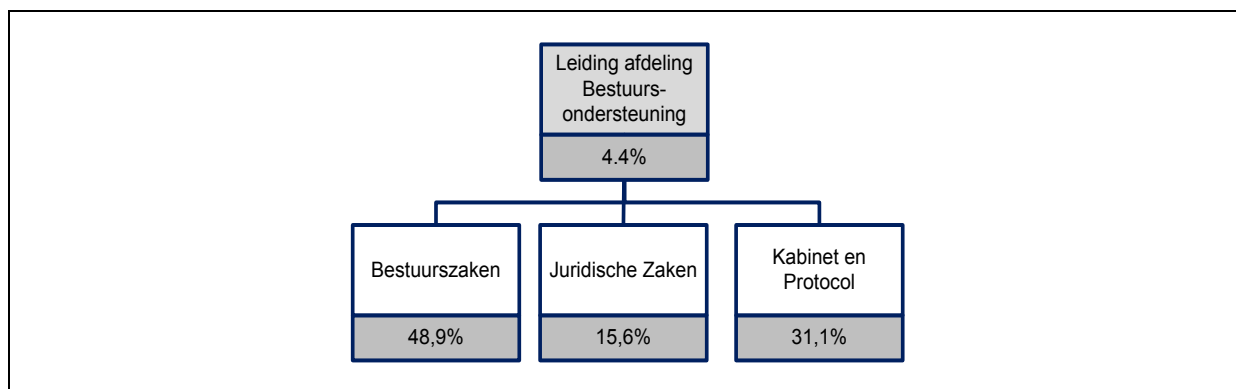 Leiding afdeling
Bestuurs-
ondersteuning
4.4%
Bestuurszaken
48,9%
Juridische Zaken
15,6%
Kabinet en
Protocol
31,1%